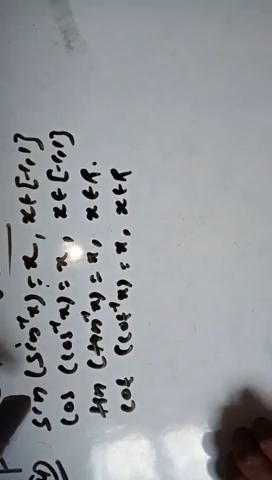 sin (sin⁻¹x) = x, x∈[-1,1]
cos (cos⁻¹x) = x, x∈[-1,1]
tan (tan⁻¹x) = x, x∈R.
cot (cot⁻¹x) = x, x∈R